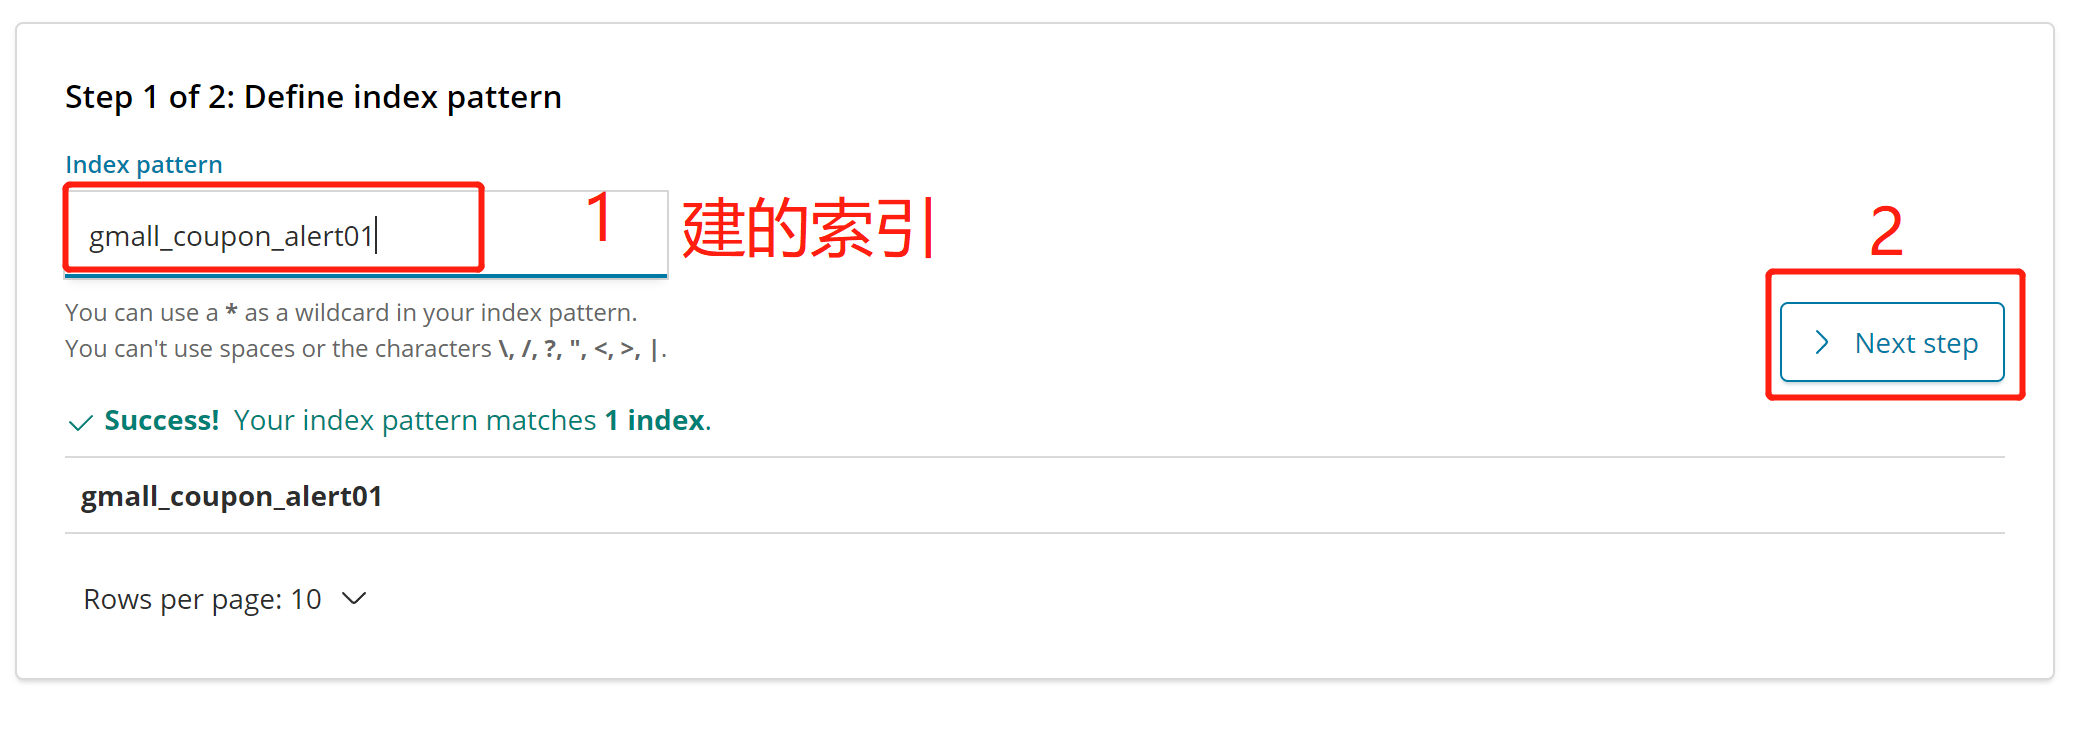 Step 1 of 2: Define index pattern
Index pattern
gmall_coupon_alert01
1 建的索引
You can use a * as a wildcard in your index pattern.
You can't use spaces or the characters \, /, ?, ", <, >, |.
2
Next step
Success! Your index pattern matches 1 index.
gmall_coupon_alert01
Rows per page: 10